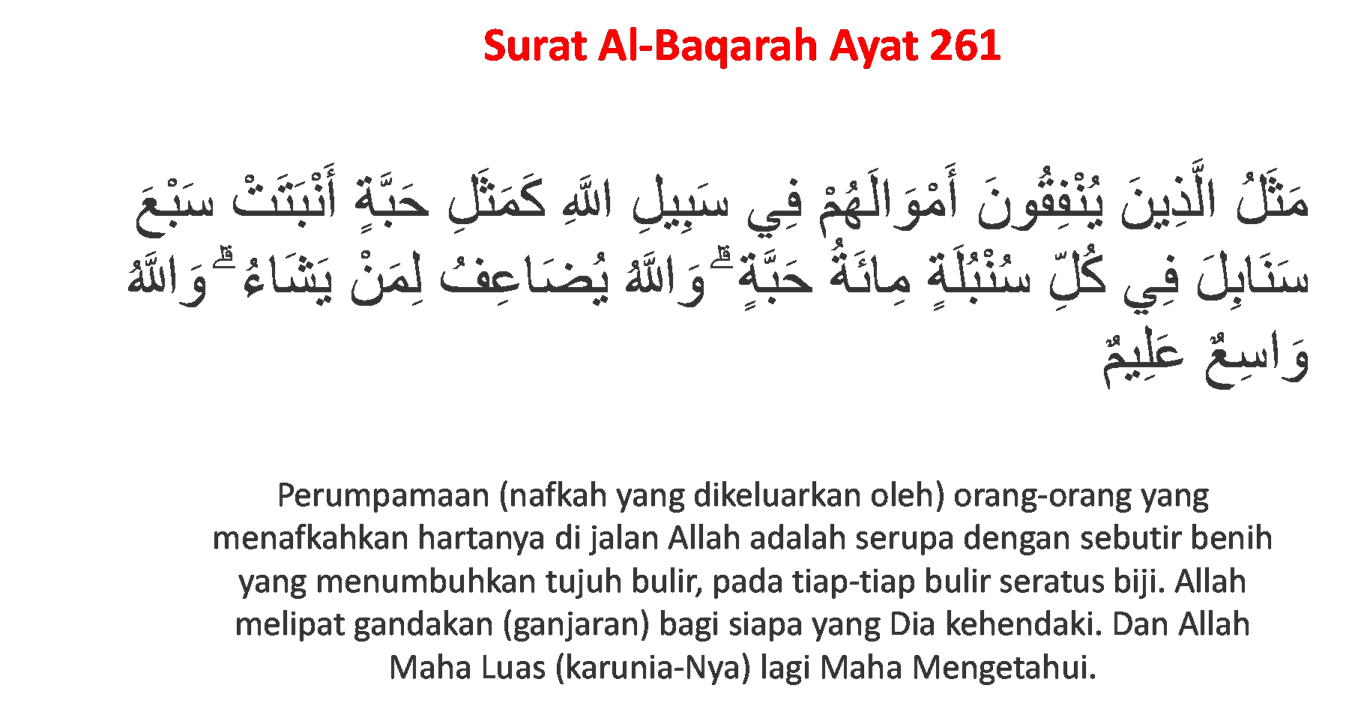 Surat Al-Baqarah Ayat 261
مَثَلُ الَّذِينَ يُنْفِقُونَ أَمْوَالَهُمْ فِي سَبِيلِ اللَّهِ كَمَثَلِ حَبَّةٍ أَنْبَتَتْ سَبْعَ
سَنَابِلَ فِي كُلِّ سُنْبُلَةٍ مِائَةُ حَبَّةٍ ۗ وَاللَّهُ يُضَاعِفُ لِمَنْ يَشَاءُ ۗ وَاللَّهُ
وَاسِعٌ عَلِيمٌ
Perumpamaan (nafkah yang dikeluarkan oleh) orang-orang yang
menafkahkan hartanya di jalan Allah adalah serupa dengan sebutir benih
yang menumbuhkan tujuh bulir, pada tiap-tiap bulir seratus biji. Allah
melipat gandakan (ganjaran) bagi siapa yang Dia kehendaki. Dan Allah
Maha Luas (karunia-Nya) lagi Maha Mengetahui.